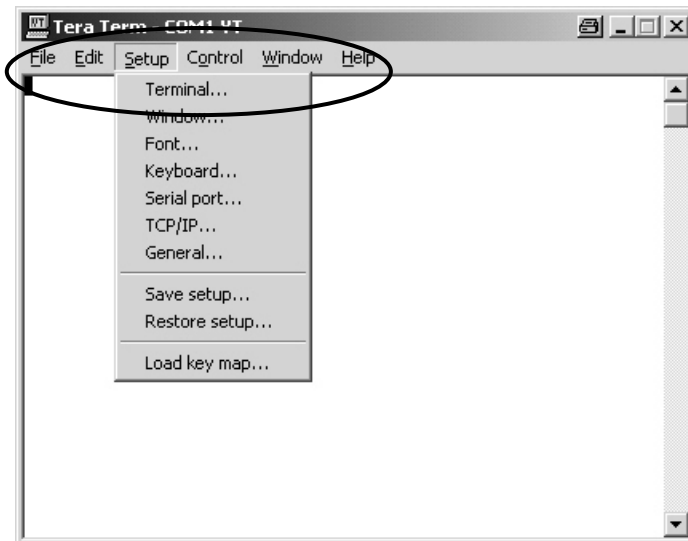 Tera Term - COM1 VT
File Edit Setup Control Window Help
Terminal...
Window...
Font...
Keyboard...
Serial port...
TCP/IP...
General...
Save setup...
Restore setup...
Load key map...